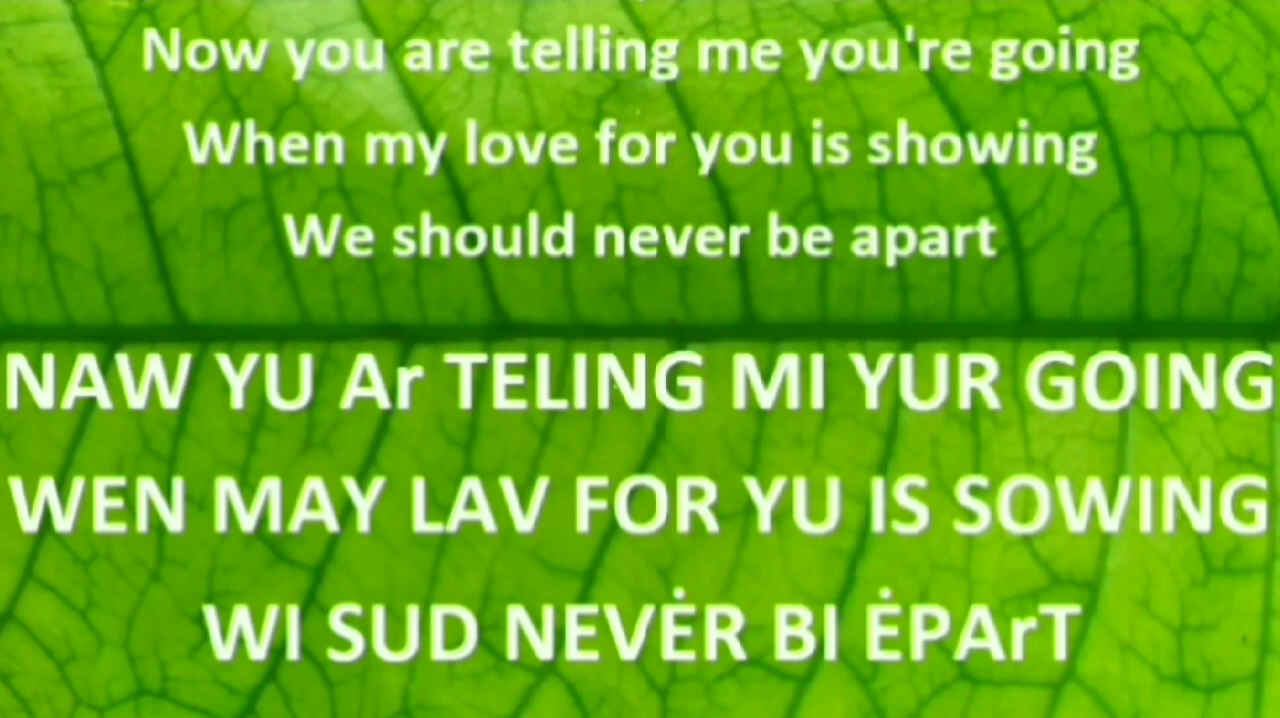 Now you are telling me you're going
When my love for you is showing
We should never be apart
NAW YU Ar TELING MI YUR GOING
WEN MAY LAV FOR YU IS SOWING
WI SUD NEVĖR BI ĖPArT